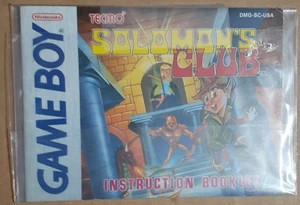 Nintendo
GAME BOY
TECMO
DMG-SC-USA
SOLOMON'S
CLUB
INSTRUCTION BOOKLET